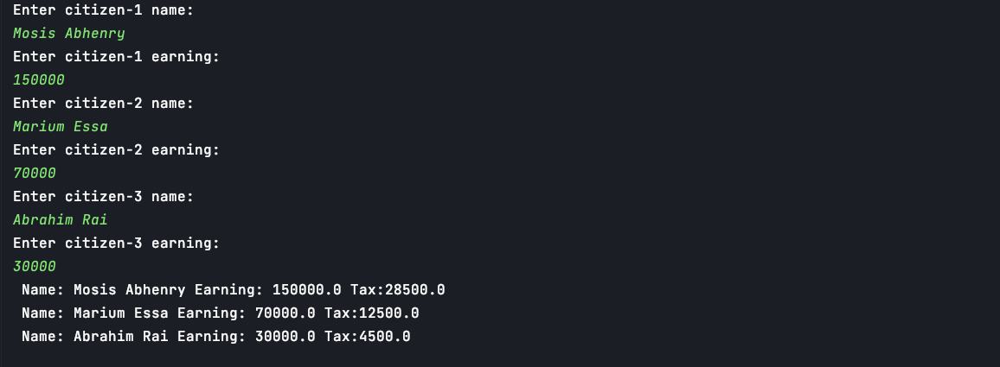 Enter citizen-1 name:
Mosis Abhenry
Enter citizen-1 earning:
150000
Enter citizen-2 name:
Marium Essa
Enter citizen-2 earning:
70000
Enter citizen-3 name:
Abrahim Rai
Enter citizen-3 earning:
30000
Name: Mosis Abhenry Earning: 150000.0 Tax:28500.0
Name: Marium Essa Earning: 70000.0 Tax:12500.0
Name: Abrahim Rai Earning: 30000.0 Tax:4500.0